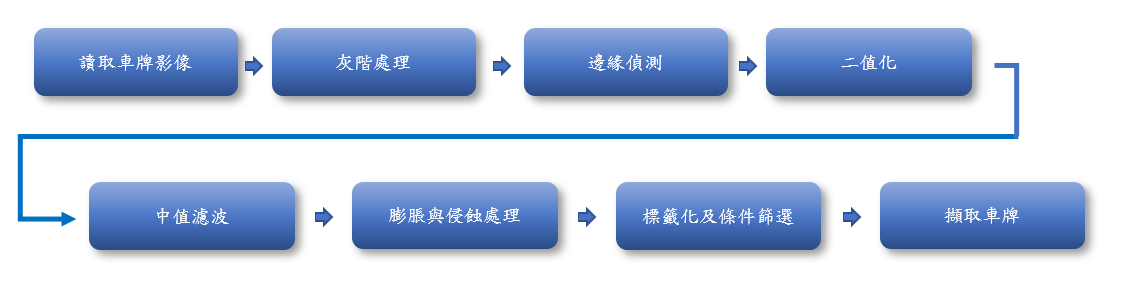 讀取車牌影像
灰階處理
邊緣偵測
二值化
中值濾波
膨脹與侵蝕處理
標籤化及條件篩選
擷取車牌